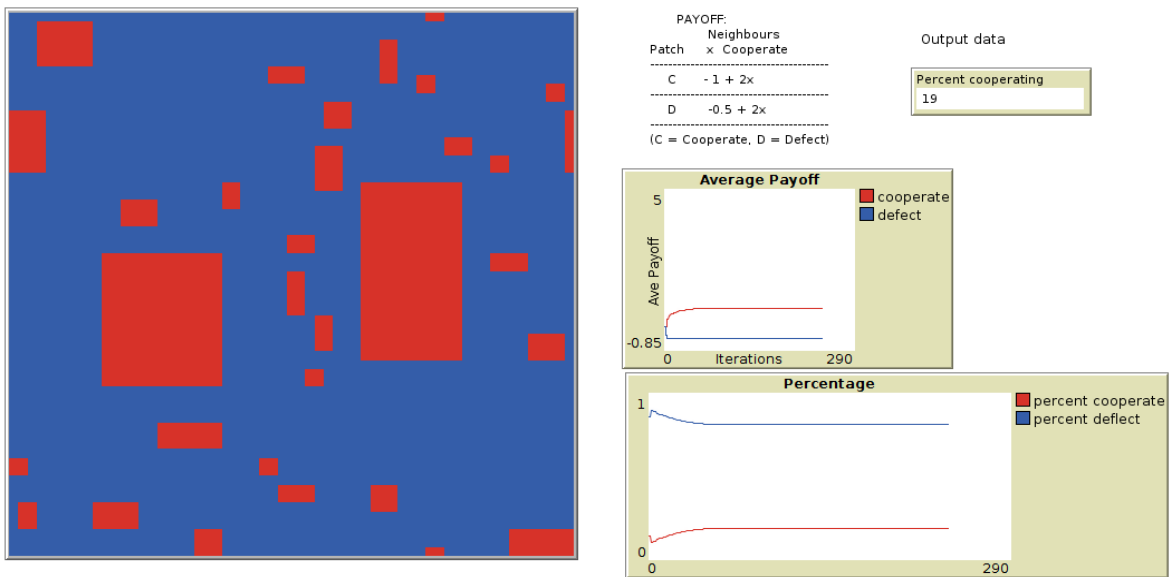 PAYOFF:
Neighbours
Patch x Cooperate
------------------------------------------
C - 1 + 2x
------------------------------------------
D -0.5 + 2x
------------------------------------------
(C = Cooperate, D = Defect)
Output data
Percent cooperating
19
Average Payoff
5
Ave Payoff
-0.85
0 Iterations 290
cooperate
defect
Percentage
1
0
0 290
percent cooperate
percent deflect